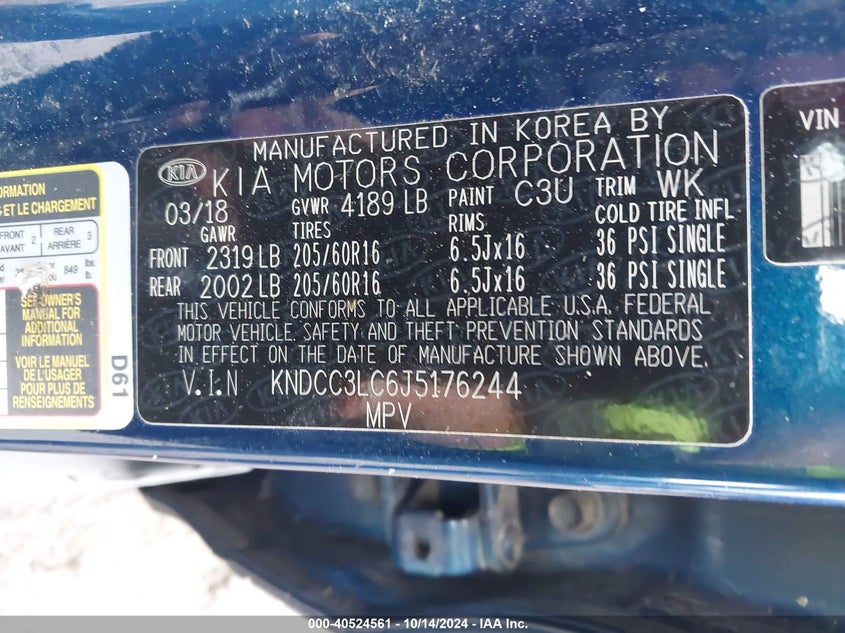 MANUFACTURED IN KOREA BY
KIA KIA MOTORS CORPORATION
03/18 GVWR 4189 LB PAINT C3U TRIM WK
GAWR TIRES RIMS COLD TIRE INFL
FRONT 2319 LB 205/60R16 6.5Jx16 36 PSI SINGLE
REAR 2002 LB 205/60R16 6.5Jx16 36 PSI SINGLE
THIS VEHICLE CONFORMS TO ALL APPLICABLE U.S.A. FEDERAL
MOTOR VEHICLE SAFETY AND THEFT PREVENTION STANDARDS
IN EFFECT ON THE DATE OF MANUFACTURE SHOWN ABOVE.
V.I.N KNDCC3LC6J5176244
MPV
ET LE CHARGEMENT
FRONT 2 REAR 3
AVANT ARRIÈRE
849 lbs.
SEE OWNER'S
MANUAL FOR
ADDITIONAL
INFORMATION
VOIR LE MANUEL
DE L'USAGER
POUR PLUS DE
RENSEIGNEMENTS
D61
VIN
000-40524561 - 10/14/2024 - IAA Inc.